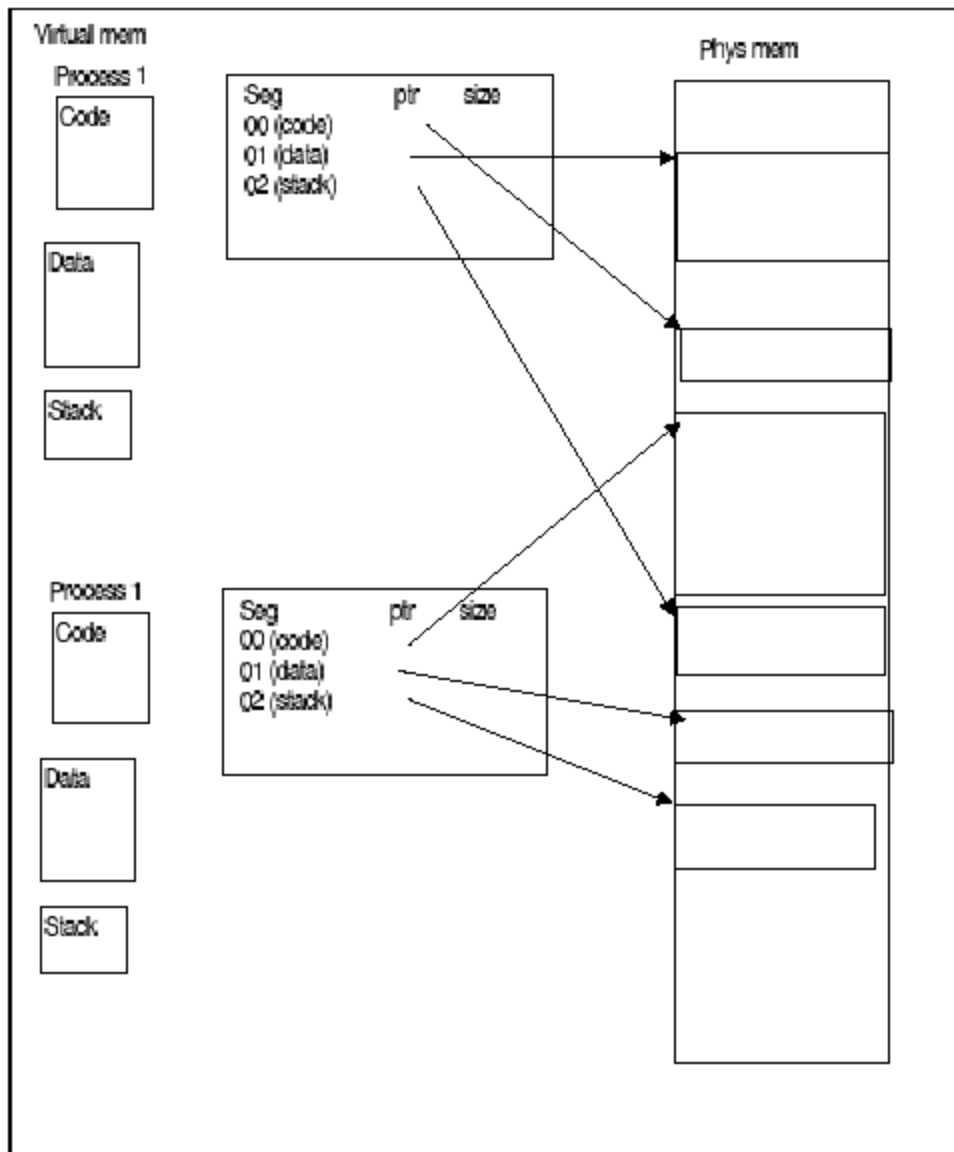 Virtual mem
Phys mem
Process 1
Code
Data
Stack
Seg ptr size
00 (code)
01 (data)
02 (stack)
Process 1
Code
Data
Stack
Seg ptr size
00 (code)
01 (data)
02 (stack)